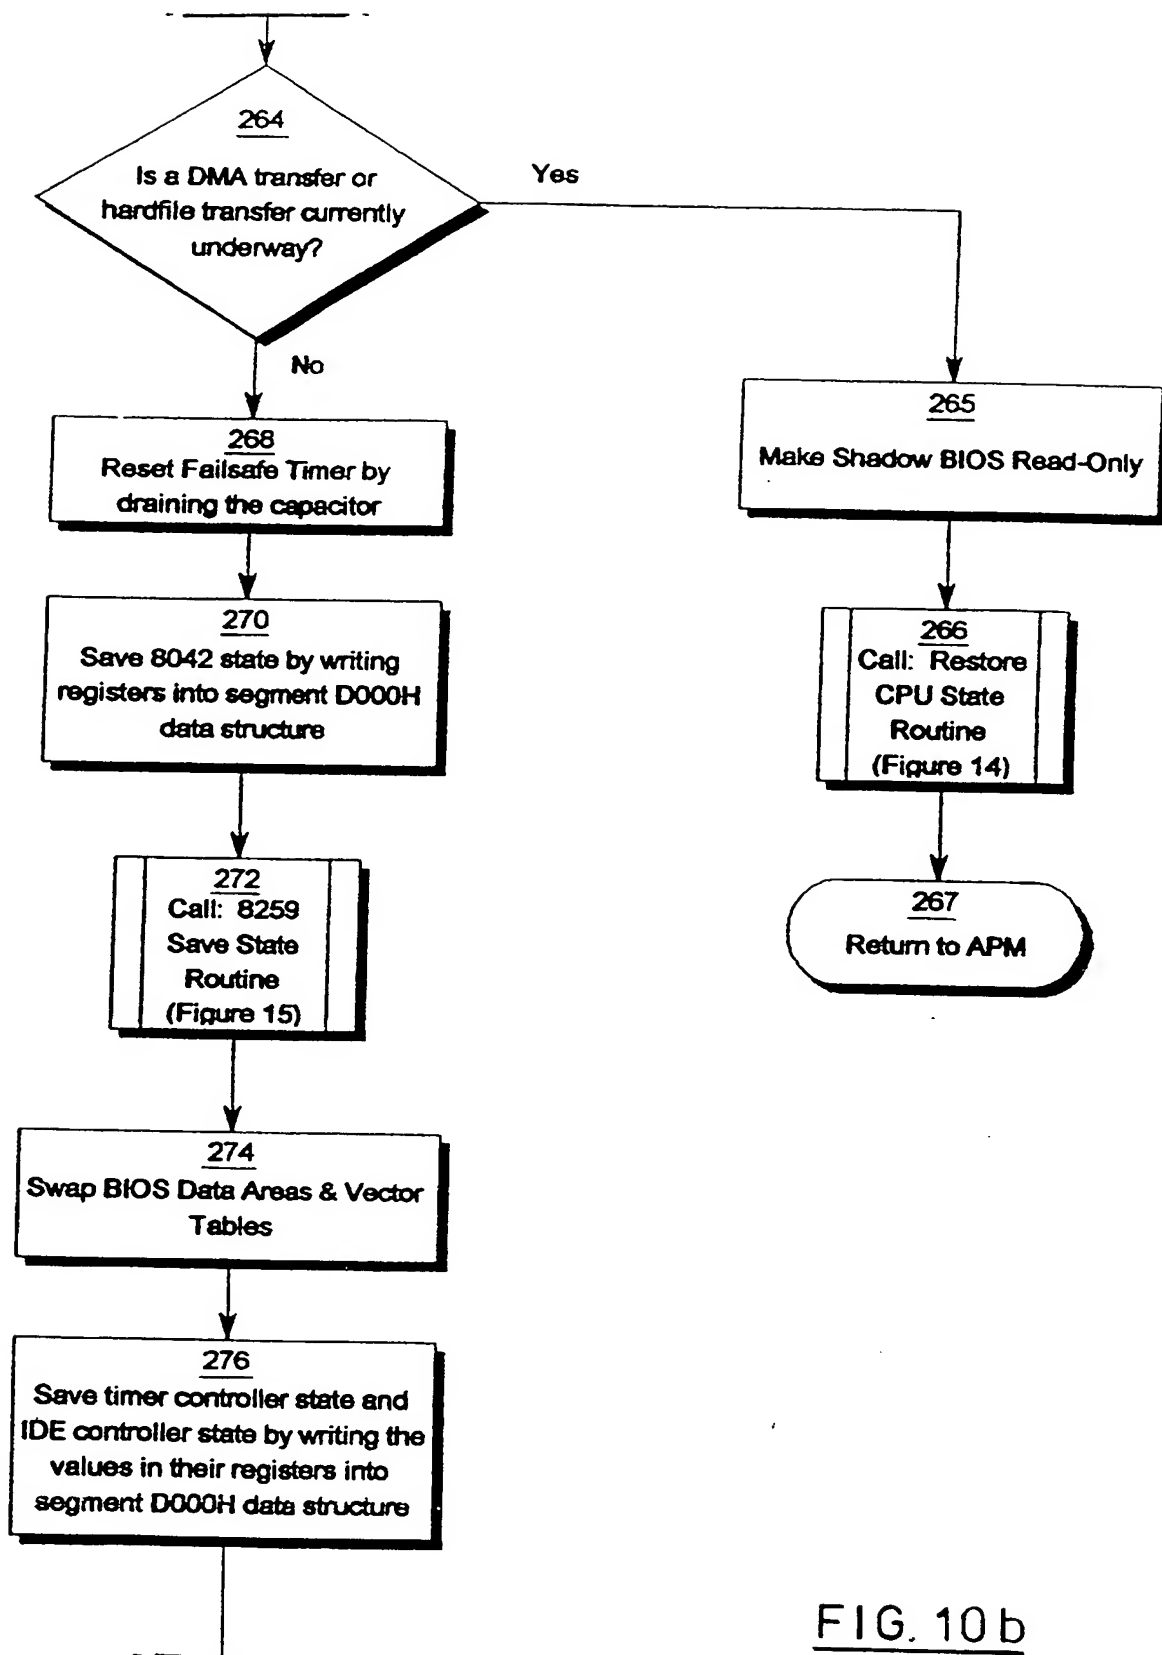 264
Is a DMA transfer or
hardfile transfer currently
underway?
Yes
No
268
Reset Failsafe Timer by
draining the capacitor
270
Save 8042 state by writing
registers into segment D000H
data structure
272
Call: 8259
Save State
Routine
(Figure 15)
274
Swap BIOS Data Areas & Vector
Tables
276
Save timer controller state and
IDE controller state by writing the
values in their registers into
segment D000H data structure
265
Make Shadow BIOS Read-Only
266
Call: Restore
CPU State
Routine
(Figure 14)
267
Return to APM
FIG. 10b